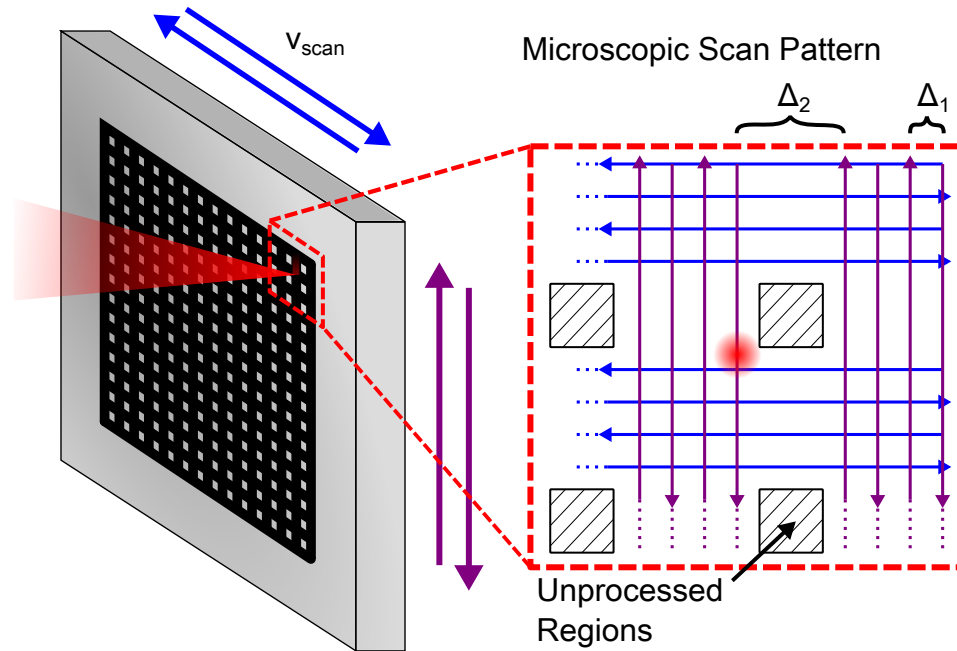 v_scan
Microscopic Scan Pattern
Δ₂
Δ₁
Unprocessed
Regions